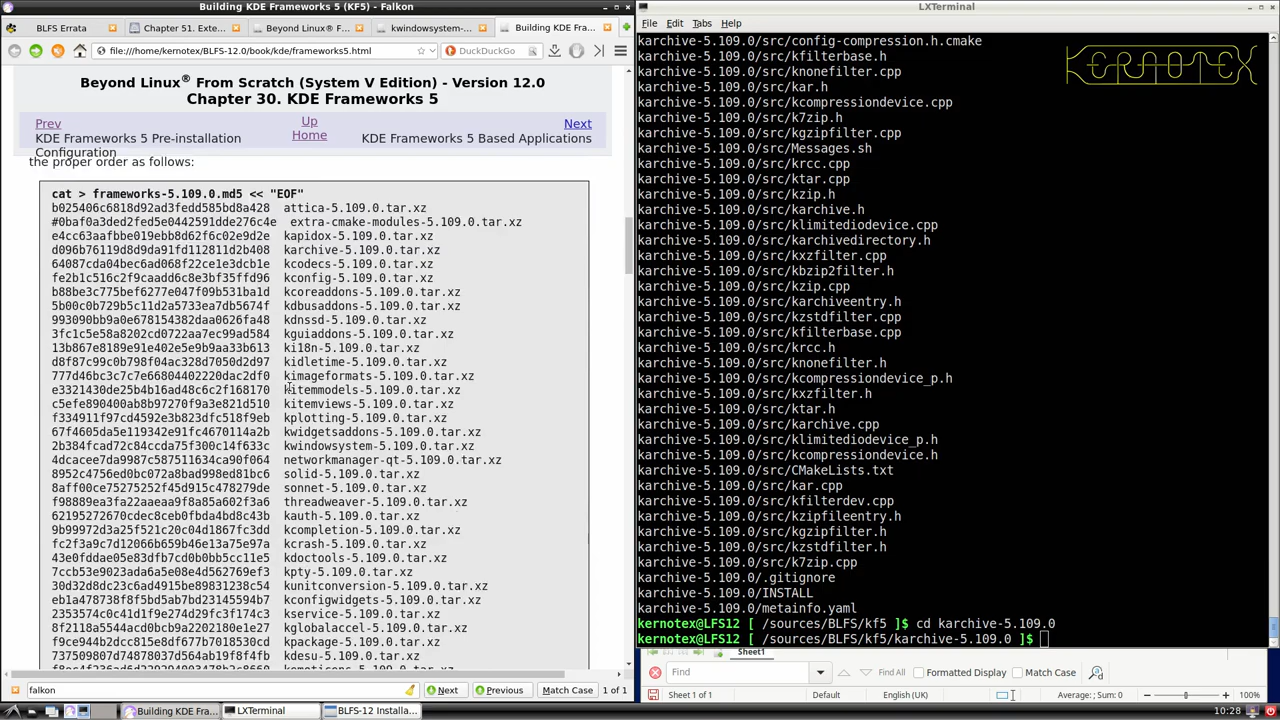 Building KDE Frameworks 5 (KF5) - Falkon
BLFS Errata
Chapter 51. Extra
Beyond Linux® F
kwindowsystem-...
Building KDE Fra...
file:///home/kernotex/BLFS-12.0/book/kde/frameworks5.html
DuckDuckGo
Beyond Linux® From Scratch (System V Edition) - Version 12.0
Chapter 30. KDE Frameworks 5
Prev
Up
Next
KDE Frameworks 5 Pre-installation Configuration
Home
KDE Frameworks 5 Based Applications
the proper order as follows:
cat > frameworks-5.109.0.md5 << "EOF"
b025406c6818d92ad3fedd585bd8a428  attica-5.109.0.tar.xz
#0baf0a3ded2fed5e0442591dde276c4e  extra-cmake-modules-5.109.0.tar.xz
e4cc63aafbbe019ebb8d62f6c02e9d2e  kapidox-5.109.0.tar.xz
d096b76119d8d9da91fd112811d2b408  karchive-5.109.0.tar.xz
64087cda04bec6ad068f22ce1e3dcb1e  kcodecs-5.109.0.tar.xz
fe2b1c516c2f9caadd6c8e3bf35ffd96  kconfig-5.109.0.tar.xz
b88be3c775bef6277e047f09b531ba1d  kcoreaddons-5.109.0.tar.xz
5b00c0b729b5c11d2a5733ea7db5674f  kdbusaddons-5.109.0.tar.xz
993090bb9a0e678154382daa0626fa48  kdnssd-5.109.0.tar.xz
3fc1c5e58a8202cd0722aa7ec99ad584  kguiaddons-5.109.0.tar.xz
13b867e8189e91e402e5e9b9aa33b613  ki18n-5.109.0.tar.xz
d8f87c99c0b798f04ac328d7050d2d97  kidletime-5.109.0.tar.xz
777d46bc3c7c7e66804402220dac2df0  kimageformats-5.109.0.tar.xz
e3321430de25b4b16ad48c6c2f168170  kitemmodels-5.109.0.tar.xz
c5efe890400a8b8b97270f9a3e821d510  kitemviews-5.109.0.tar.xz
f334911f97cd4592e3b823dfc518f9eb  kplotting-5.109.0.tar.xz
67f4605da5e119342e91fc4670114a2b  kwidgetsaddons-5.109.0.tar.xz
2b384fcad72c84ccda75f300c14f633c  kwindowsystem-5.109.0.tar.xz
4dcacee7da9987c587511634ca90f064  networkmanager-qt-5.109.0.tar.xz
8952c4756ed0bc072a8bad998ed81bc6  solid-5.109.0.tar.xz
8aff00ce75275252f45d915c478279de  sonnet-5.109.0.tar.xz
f98889ea3fa22aaeaa9f8a85a602f3a6  threadweaver-5.109.0.tar.xz
62195272670cdec8ceb0fbda4bd8c43b  kauth-5.109.0.tar.xz
9b99972d3a25f521c20c04d1867fc3dd  kcompletion-5.109.0.tar.xz
fc2f3a9c7d12066b659b46e13a75e97a  kcrash-5.109.0.tar.xz
43e0fddae05e83dfb7cd0b0bb5cc11e5  kdoctools-5.109.0.tar.xz
7ccb53e9023ada6a5e08e4d562769ef3  kpty-5.109.0.tar.xz
30d32d8dc23c6ad4915be89831238c54  kunitconversion-5.109.0.tar.xz
eb1a478738f8f5bd5ab7bd23145594b7  kconfigwidgets-5.109.0.tar.xz
2353574c0c41d1f9e274d29fc3f174c3  kservice-5.109.0.tar.xz
8f2118a5544d35c0beb9a2202180e1e27  kglobalaccel-5.109.0.tar.xz
f9ce944b2dcc815e8df677b7018530cd  kpackage-5.109.0.tar.xz
737509807d74878037d564ab19f8f4fb  kdesu-5.109.0.tar.xz
falkon
Next
Previous
Match Case
1 of 1
LXTerminal
File Edit Tabs Help
KERNOTEX
karchive-5.109.0/src/config-compression.h.cmake
karchive-5.109.0/src/kfilterbase.h
karchive-5.109.0/src/knonefilter.cpp
karchive-5.109.0/src/kar.h
karchive-5.109.0/src/kcompressiondevice.cpp
karchive-5.109.0/src/k7zip.h
karchive-5.109.0/src/kgzipfilter.cpp
karchive-5.109.0/src/Messages.sh
karchive-5.109.0/src/krcc.cpp
karchive-5.109.0/src/ktar.cpp
karchive-5.109.0/src/kzip.h
karchive-5.109.0/src/karchive.h
karchive-5.109.0/src/klimitediodevice.cpp
karchive-5.109.0/src/karchivedirectory.h
karchive-5.109.0/src/kxzfilter.cpp
karchive-5.109.0/src/kbzip2filter.h
karchive-5.109.0/src/kzip.cpp
karchive-5.109.0/src/karchiveentry.h
karchive-5.109.0/src/kzstdfilter.cpp
karchive-5.109.0/src/kfilterbase.cpp
karchive-5.109.0/src/krcc.h
karchive-5.109.0/src/knonefilter.h
karchive-5.109.0/src/kcompressiondevice_p.h
karchive-5.109.0/src/kxzfilter.h
karchive-5.109.0/src/ktar.h
karchive-5.109.0/src/karchive.cpp
karchive-5.109.0/src/klimitediodevice_p.h
karchive-5.109.0/src/kcompressiondevice.h
karchive-5.109.0/src/CMakeLists.txt
karchive-5.109.0/src/kar.cpp
karchive-5.109.0/src/kfilterdev.cpp
karchive-5.109.0/src/kzipfileentry.h
karchive-5.109.0/src/kgzipfilter.h
karchive-5.109.0/src/kzstdfilter.h
karchive-5.109.0/src/k7zip.cpp
karchive-5.109.0/.gitignore
karchive-5.109.0/INSTALL
karchive-5.109.0/metainfo.yaml
kernotex@LFS12 [ /sources/BLFS/kf5 ]$ cd karchive-5.109.0
kernotex@LFS12 [ /sources/BLFS/kf5/karchive-5.109.0 ]$
Sheet1
Find
Find All
Formatted Display
Match Case
Sheet 1 of 1
Default
English (UK)
Average: ; Sum: 0
100%
Building KDE Fra...
LXTerminal
BLFS-12 Installa...
10:28